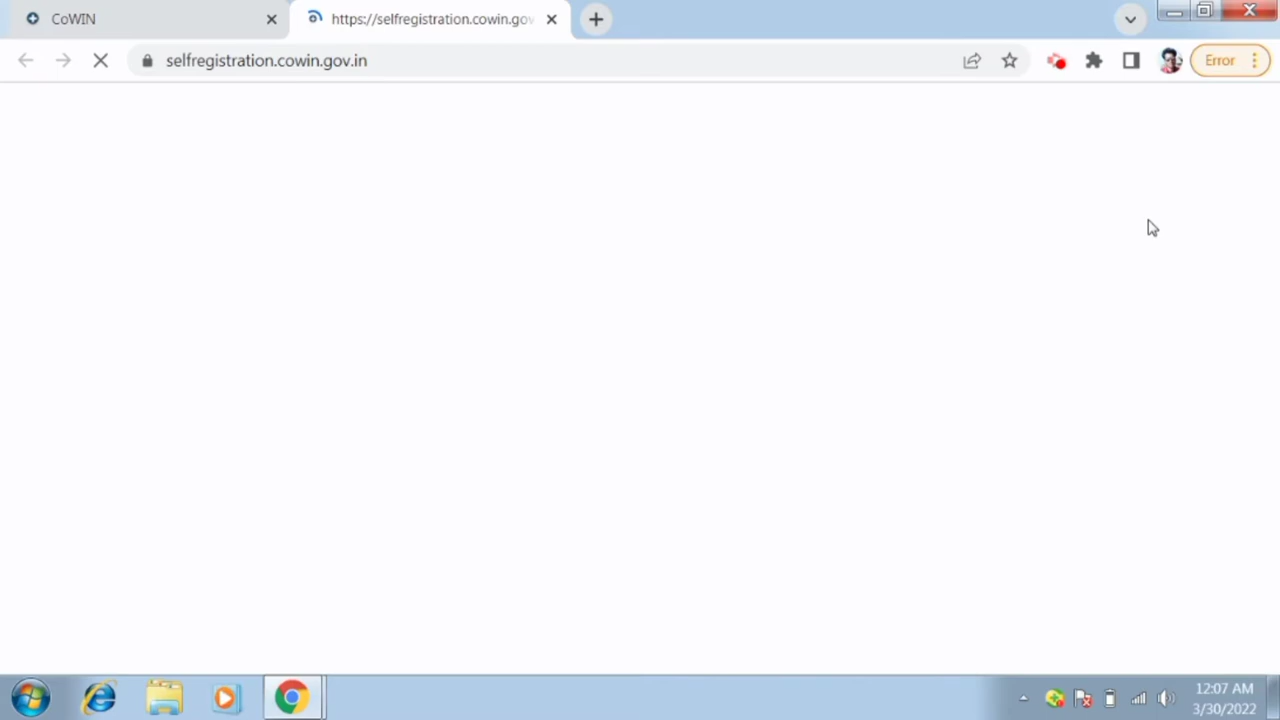 CoWIN
https://selfregistration.cowin.gov
selfregistration.cowin.gov.in
Error
12:07 AM
3/30/2022